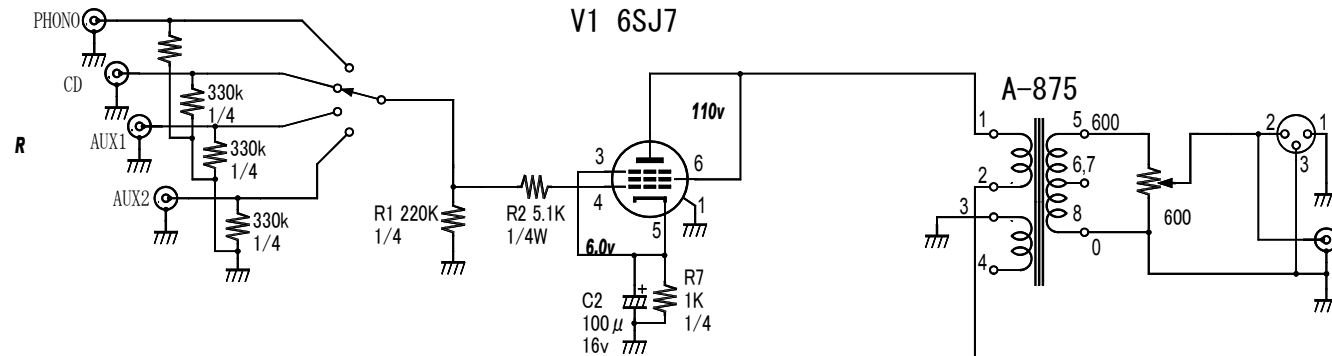 V1 6SJ7
PHONO
CD
AUX1
AUX2
R
330k
1/4
330k
1/4
330k
1/4
R1 220K
1/4
R2 5.1K
1/4W
3
4
5
6
1
110v
6.0v
C2
100μ
16v
+
R7
1K
1/4
A-875
1
2
3
4
5
6,7
8
600
0
600
2
1
3